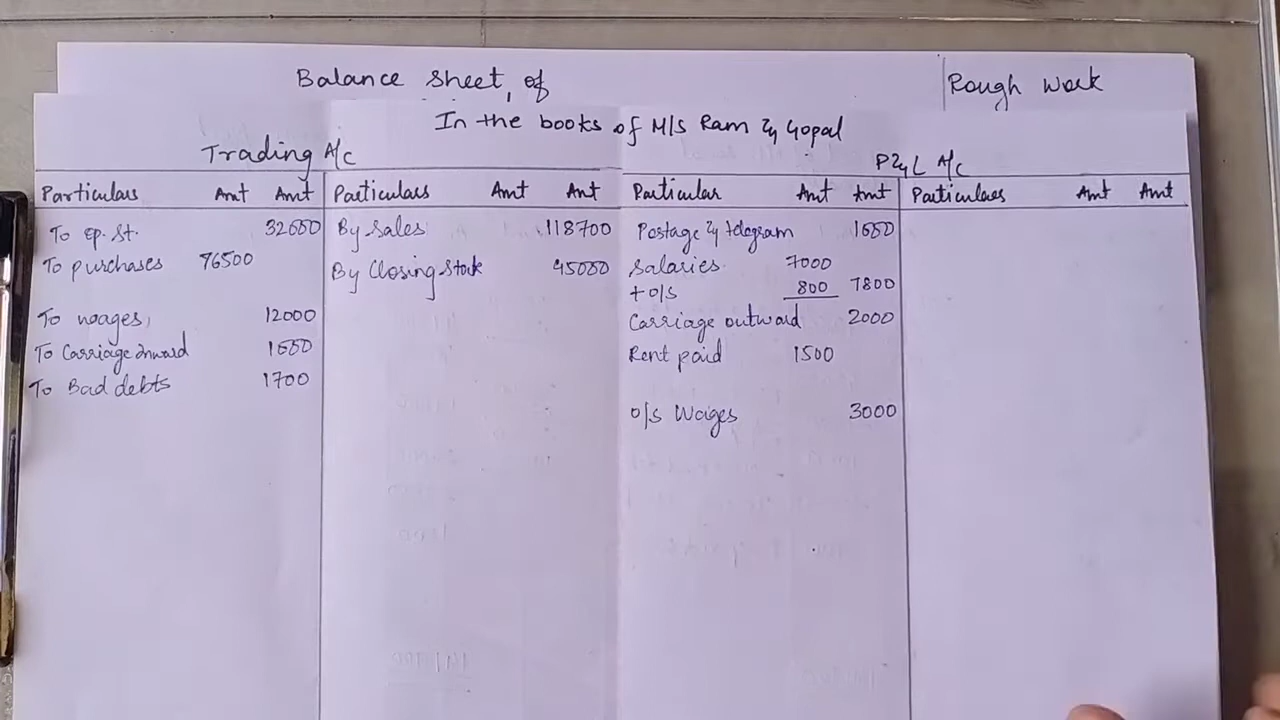 Balance Sheet, of
Rough Work
In the books of M/S Ram & Gopal
Trading A/c
P&L A/c
Particulars Amt Amt Particulars Amt Amt Particular Amt Amt Particulars Amt Amt
To op. St. 32000 By Sales 118700 Postage & telegram 1000
To purchases 76500 By Closing Stock 45000 Salaries 7000
+ o/s 800 7800
To wages, 12000 Carriage outward 2000
To Carriage Inward 1000 Rent paid 1500
To Bad debts 1700
o/s Wages 3000